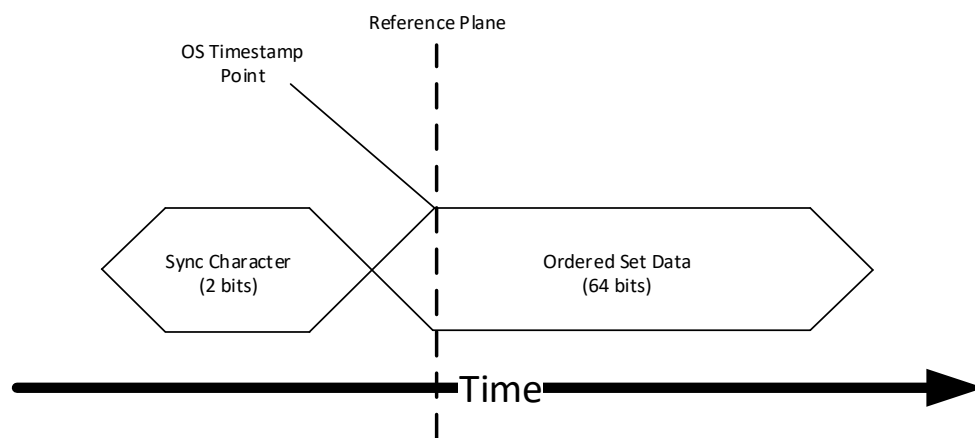 Reference Plane
OS Timestamp
Point
Sync Character
(2 bits)
Ordered Set Data
(64 bits)
Time